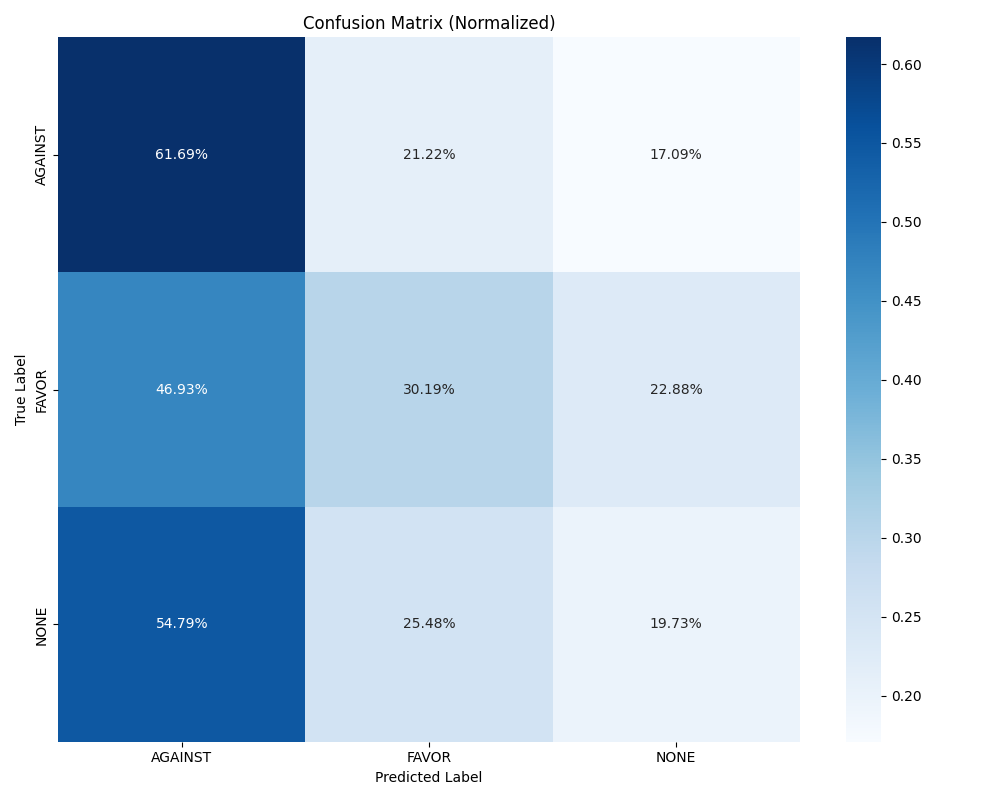 Confusion Matrix (Normalized)
True Label
AGAINST
61.69%
21.22%
17.09%
FAVOR
46.93%
30.19%
22.88%
NONE
54.79%
25.48%
19.73%
AGAINST
FAVOR
NONE
Predicted Label
0.60
0.55
0.50
0.45
0.40
0.35
0.30
0.25
0.20